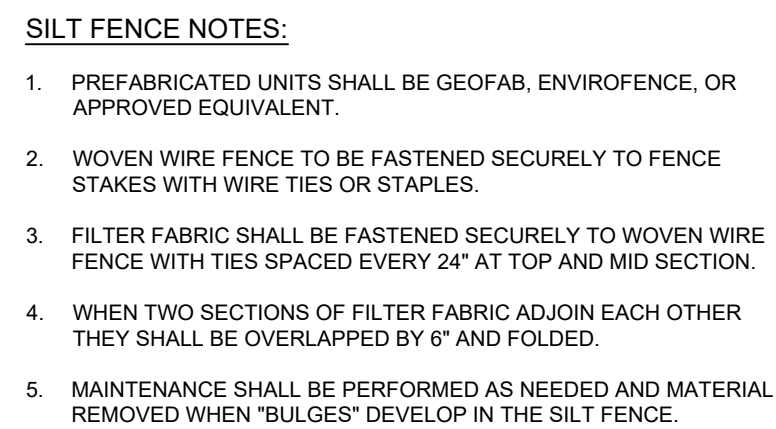 SILT FENCE NOTES:
1. PREFABRICATED UNITS SHALL BE GEOFAB, ENVIROFENCE, OR
APPROVED EQUIVALENT.
2. WOVEN WIRE FENCE TO BE FASTENED SECURELY TO FENCE
STAKES WITH WIRE TIES OR STAPLES.
3. FILTER FABRIC SHALL BE FASTENED SECURELY TO WOVEN WIRE
FENCE WITH TIES SPACED EVERY 24" AT TOP AND MID SECTION.
4. WHEN TWO SECTIONS OF FILTER FABRIC ADJOIN EACH OTHER
THEY SHALL BE OVERLAPPED BY 6" AND FOLDED.
5. MAINTENANCE SHALL BE PERFORMED AS NEEDED AND MATERIAL
REMOVED WHEN "BULGES" DEVELOP IN THE SILT FENCE.